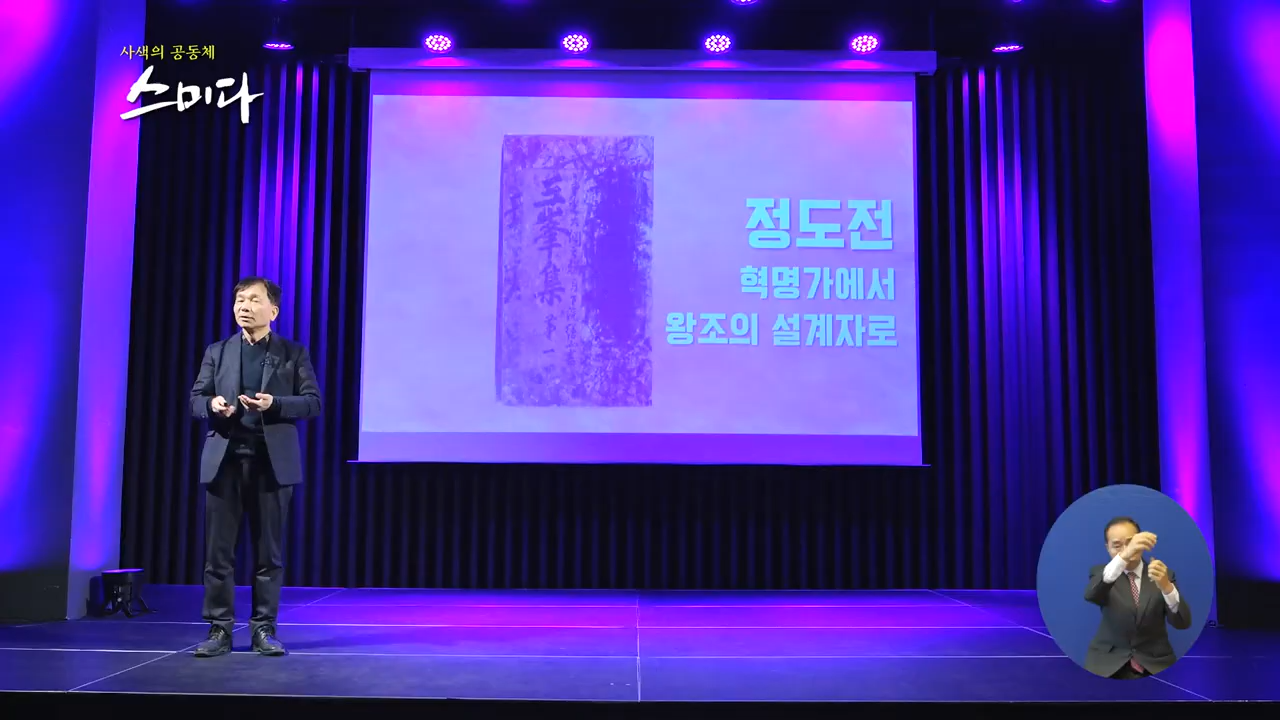 사색의 공동체
스미다
정도전
혁명가에서
왕조의 설계자로
三峯集